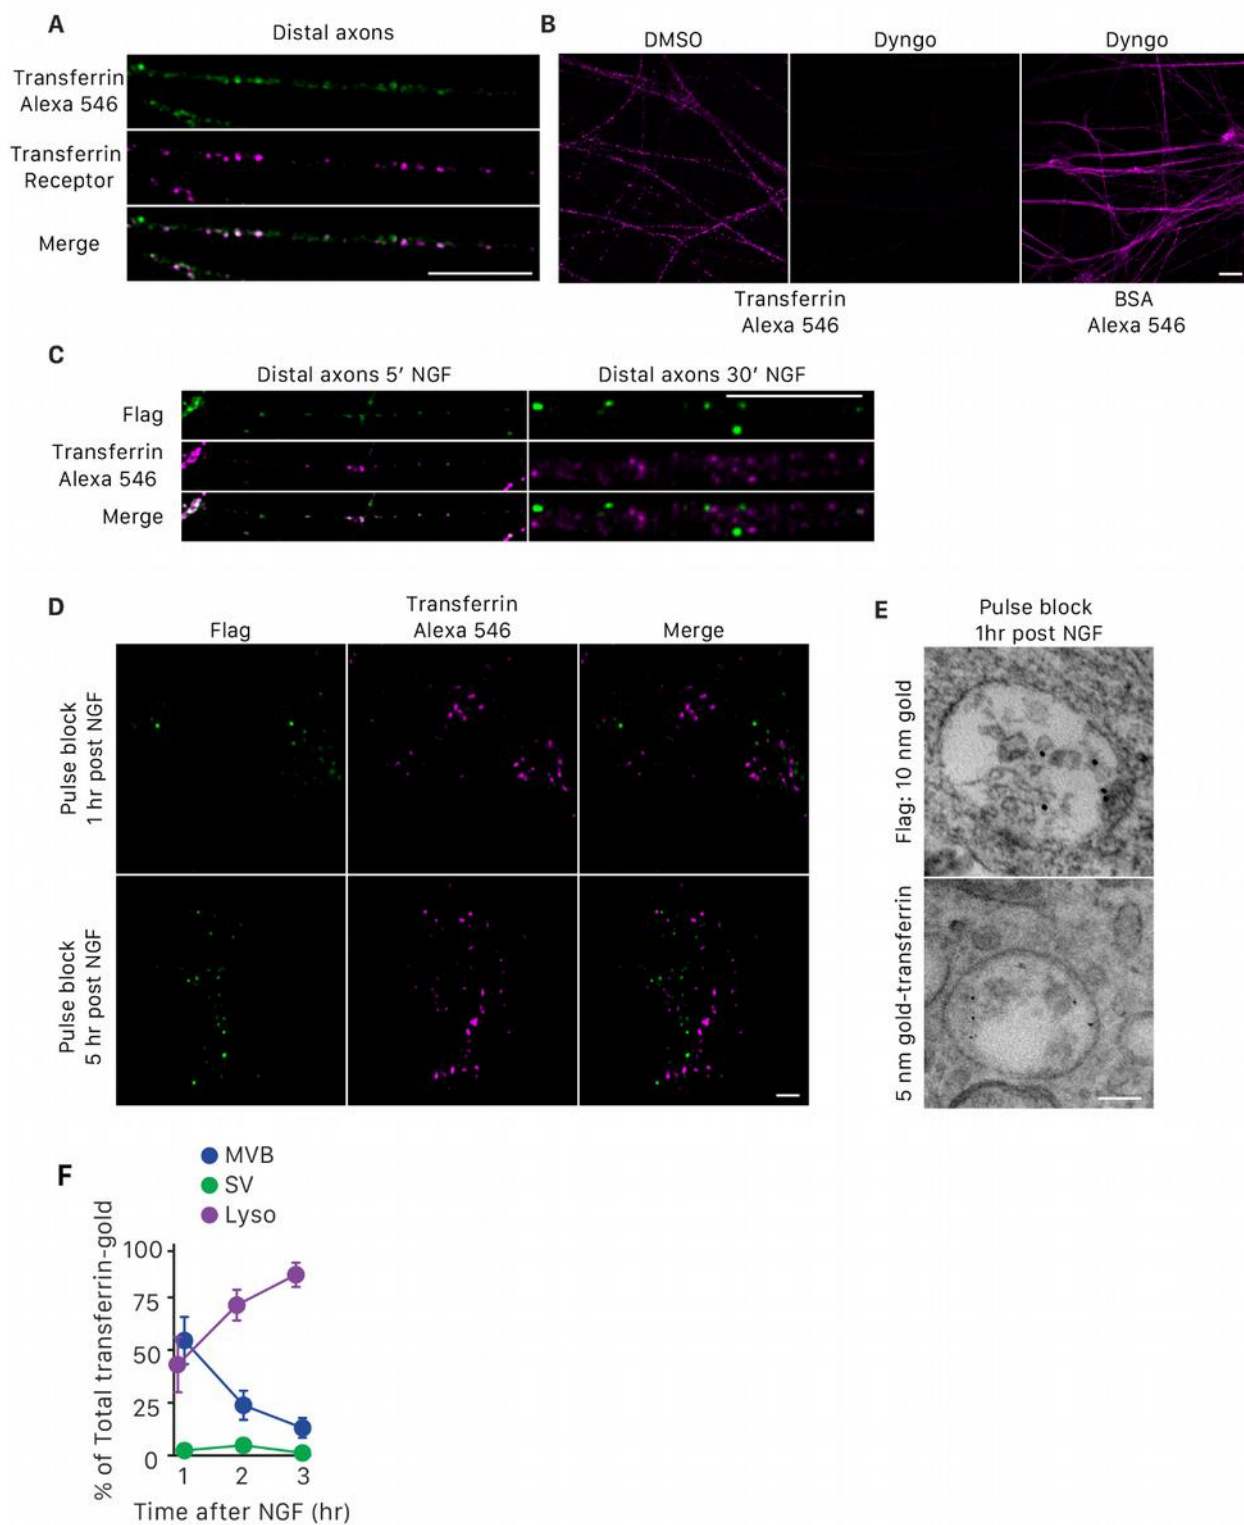 A
Distal axons
Transferrin
Alexa 546
Transferrin
Receptor
Merge
B
DMSO
Dyngo
Dyngo
Transferrin
Alexa 546
BSA
Alexa 546
C
Distal axons 5’ NGF
Distal axons 30’ NGF
Flag
Transferrin
Alexa 546
Merge
D
Flag
Transferrin
Alexa 546
Merge
Pulse block
1 hr post NGF
Pulse block
5 hr post NGF
E
Pulse block
1hr post NGF
Flag: 10 nm gold
5 nm gold-transferrin
F
MVB
SV
Lyso
% of Total transferrin-gold
100
75
50
25
0
1 2 3
Time after NGF (hr)